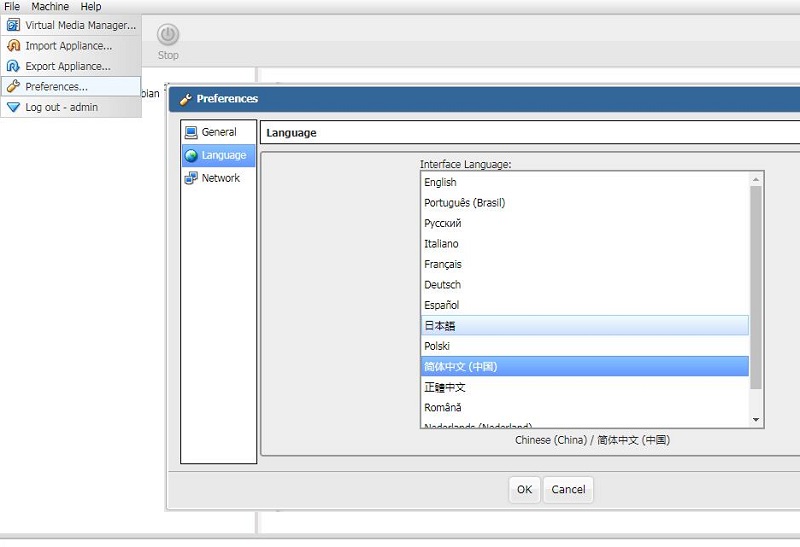 File Machine Help
Virtual Media Manager...
Import Appliance...
Export Appliance...
Preferences...
Log out - admin
Stop
bian
Preferences
General
Language
Network
Language
Interface Language:
English
Português (Brasil)
Русский
Italiano
Français
Deutsch
Español
日本語
Polski
简体中文 (中国)
正體中文
Română
Nederlands (Nederland)
Chinese (China) / 简体中文 (中国)
OK Cancel